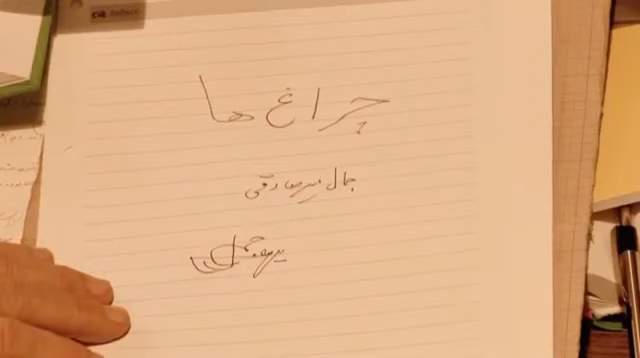 چراغ ها
جمال میرصادقی